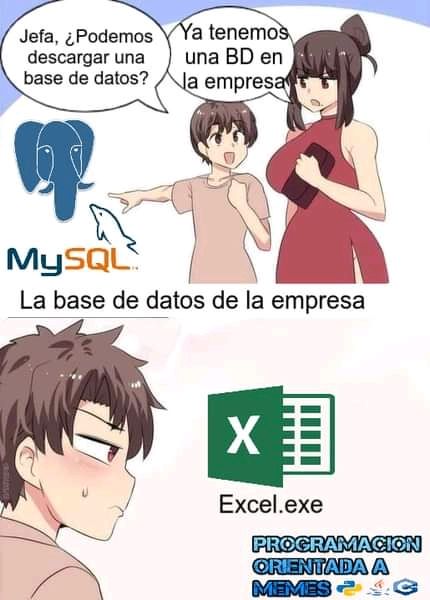 Jefa, ¿Podemos
descargar una
base de datos?
Ya tenemos
una BD en
la empresa
MySQL
La base de datos de la empresa
X
Excel.exe
PROGRAMACION
ORIENTADA A
MEMES